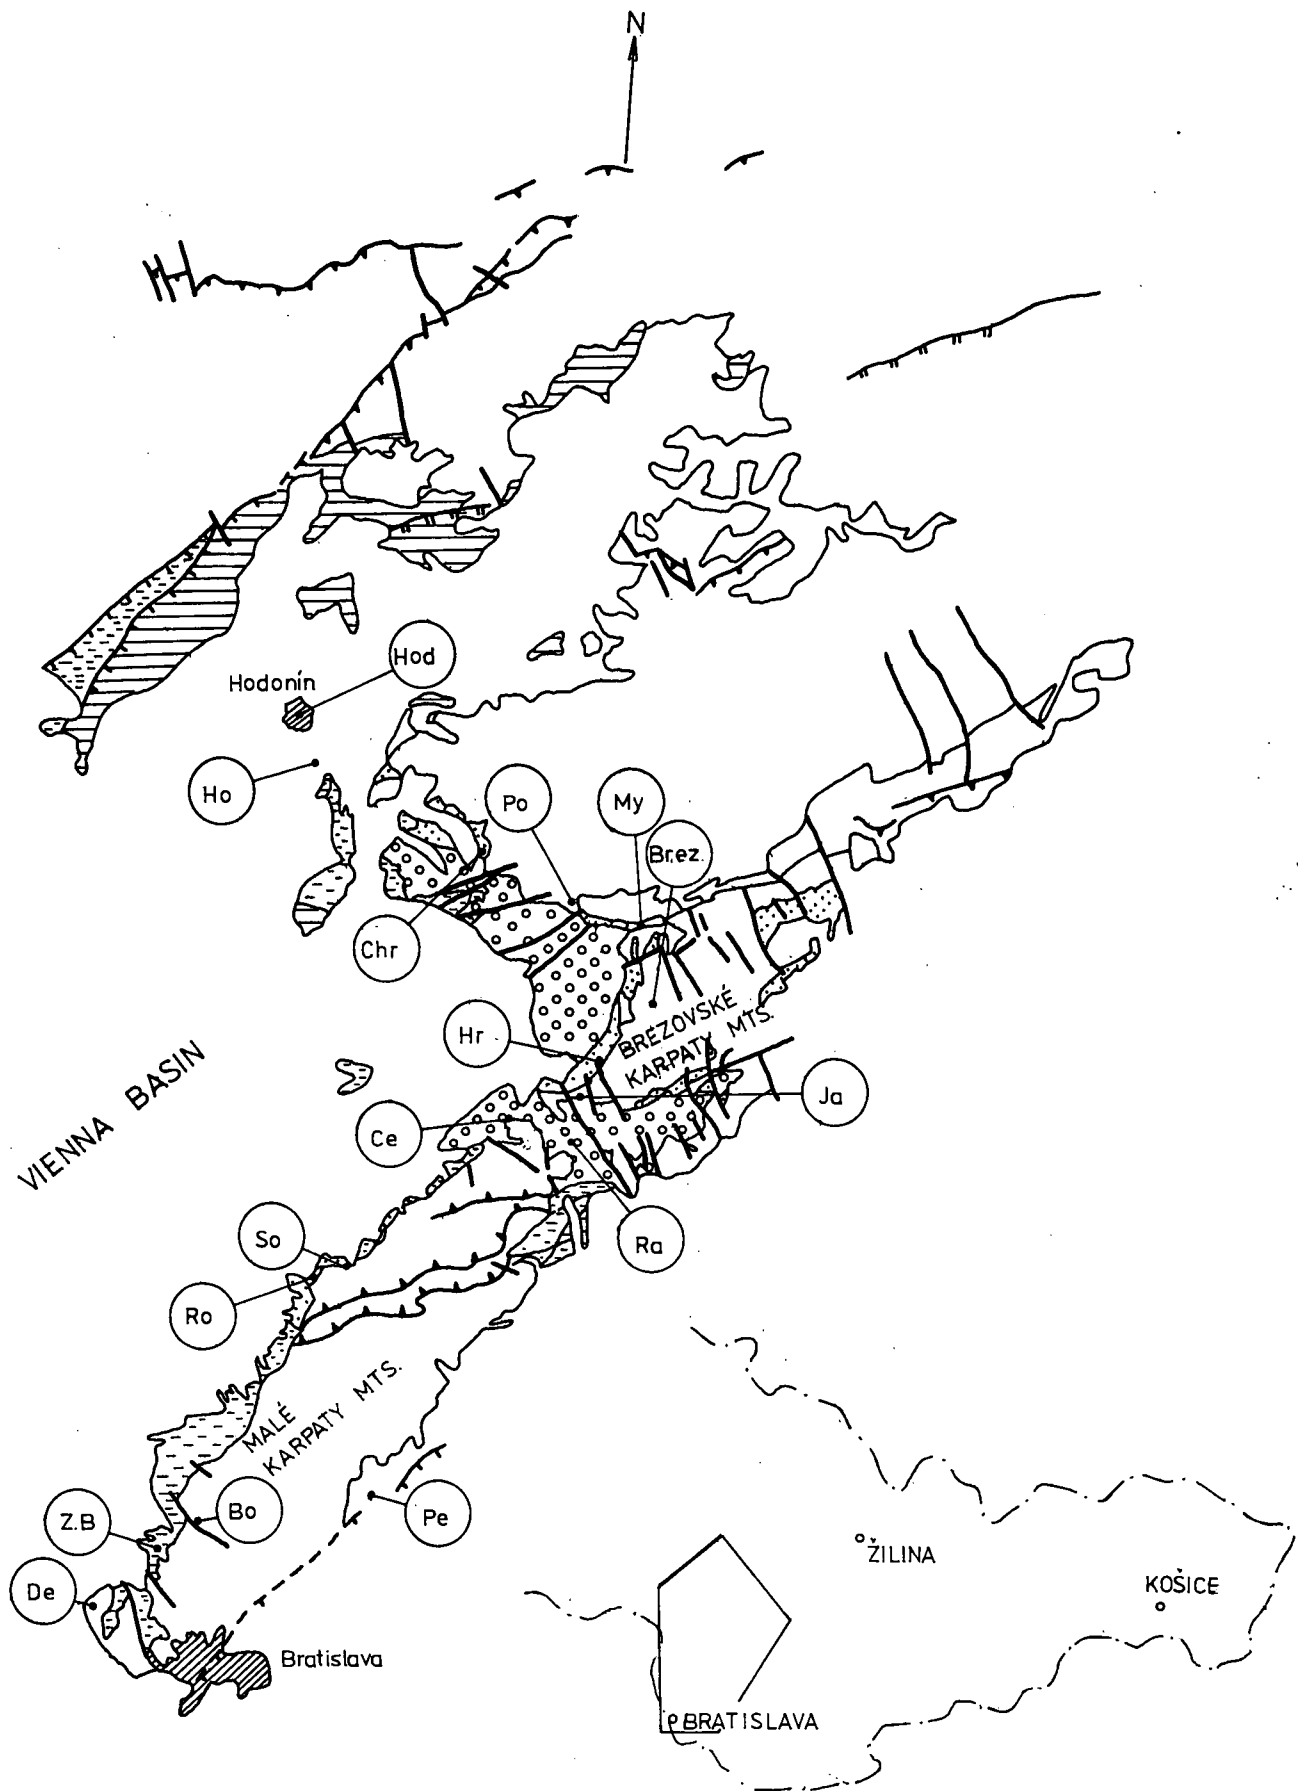 N
Hod
Hodonín
Ho
Po
My
Brez.
Chr
Hr
BREZOVSKÉ
KARPATY MTS.
Ja
Ce
VIENNA BASIN
So
Ra
Ro
MALÉ
KARPATY MTS.
Bo
Pe
Z.B
De
Bratislava
ŽILINA
KOŠICE
BRATISLAVA